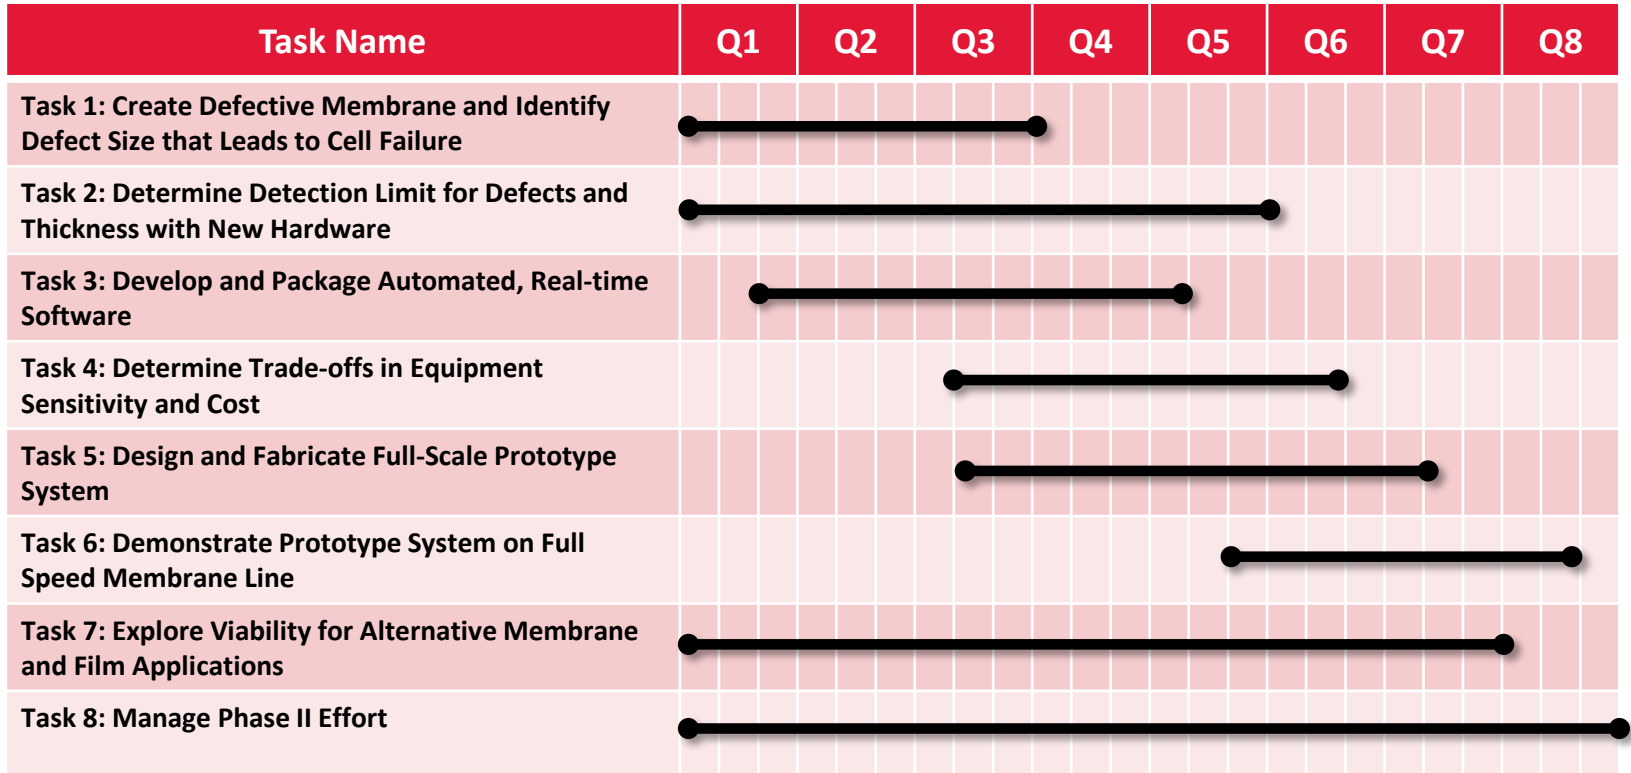 Task Name Q1 Q2 Q3 Q4 Q5 Q6 Q7 Q8
Task 1: Create Defective Membrane and Identify
Defect Size that Leads to Cell Failure
Task 2: Determine Detection Limit for Defects and
Thickness with New Hardware
Task 3: Develop and Package Automated, Real-time
Software
Task 4: Determine Trade-offs in Equipment
Sensitivity and Cost
Task 5: Design and Fabricate Full-Scale Prototype
System
Task 6: Demonstrate Prototype System on Full
Speed Membrane Line
Task 7: Explore Viability for Alternative Membrane
and Film Applications
Task 8: Manage Phase II Effort